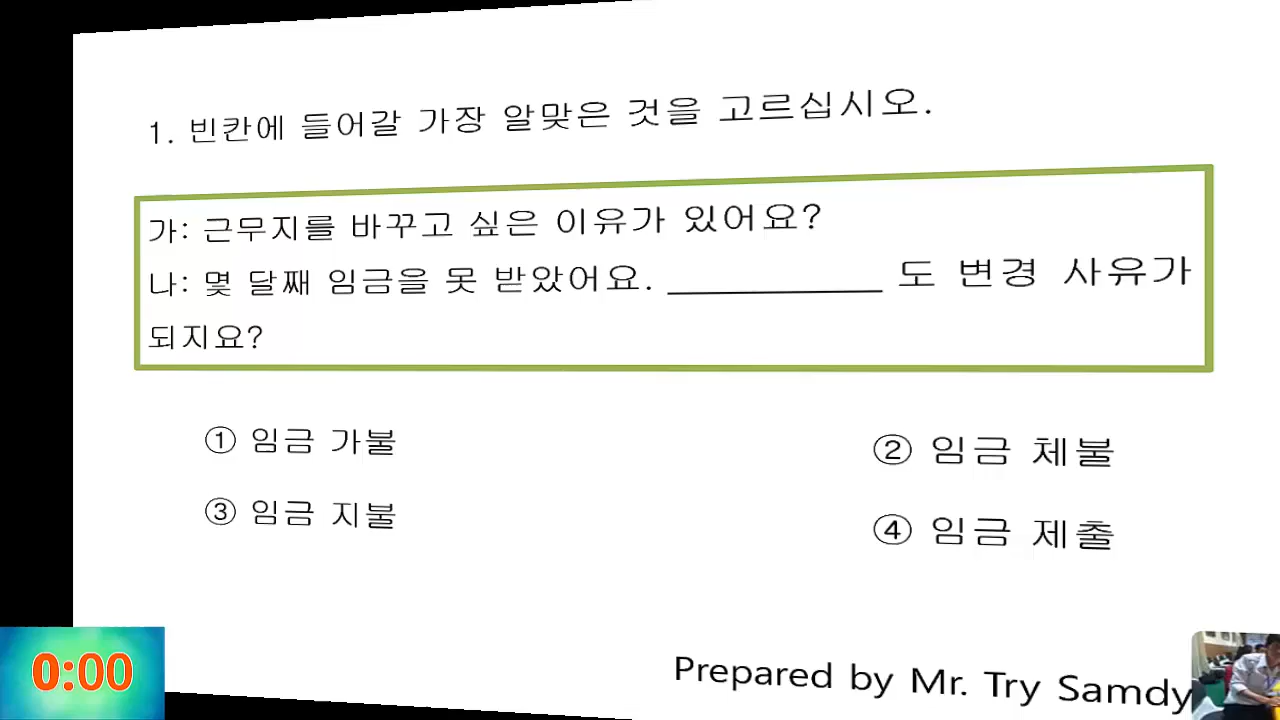 1. 빈칸에 들어갈 가장 알맞은 것을 고르십시오.
가: 근무지를 바꾸고 싶은 이유가 있어요?
나: 몇 달째 임금을 못 받았어요. __________ 도 변경 사유가
되지요?
① 임금 가불
② 임금 체불
③ 임금 지불
④ 임금 제출
Prepared by Mr. Try Samdy
0:00